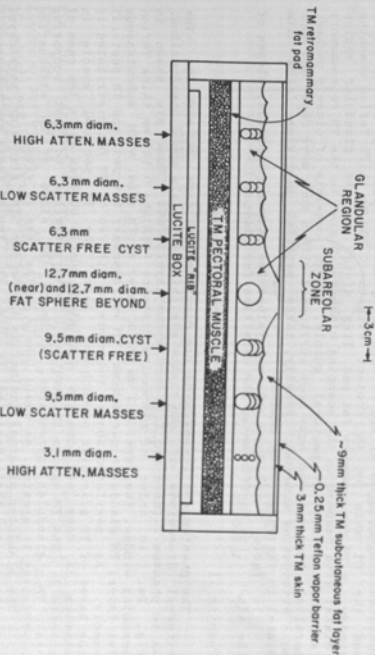 TM retromammary
fat pad
GLANDULAR
REGION
SUBAREOLAR
ZONE
3cm
~9mm thick TM subcutaneous fat layer
0.25mm Teflon vapor barrier
3mm thick TM skin
TM PECTORAL MUSCLE
LUCITE "RIB"
LUCITE BOX
6.3mm diam.
HIGH ATTEN. MASSES
6.3mm diam.
LOW SCATTER MASSES
6.3mm
SCATTER FREE CYST
12.7mm diam.
(near) and 12.7mm diam.
FAT SPHERE BEYOND
9.5mm diam. CYST
(SCATTER FREE)
9.5mm diam.
LOW SCATTER MASSES
3.1mm diam.
HIGH ATTEN. MASSES